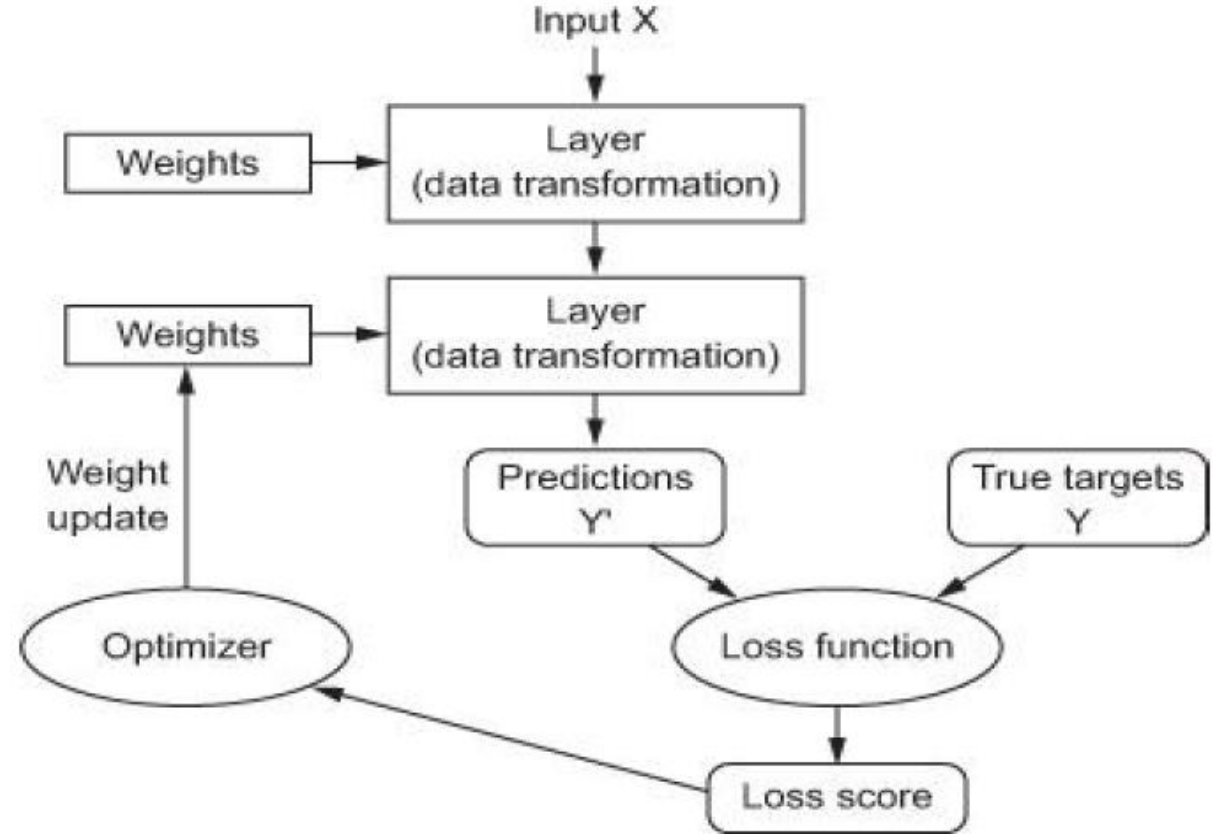 Input X
Weights
Layer
(data transformation)
Weights
Layer
(data transformation)
Weight
update
Predictions
Y'
True targets
Y
Optimizer
Loss function
Loss score